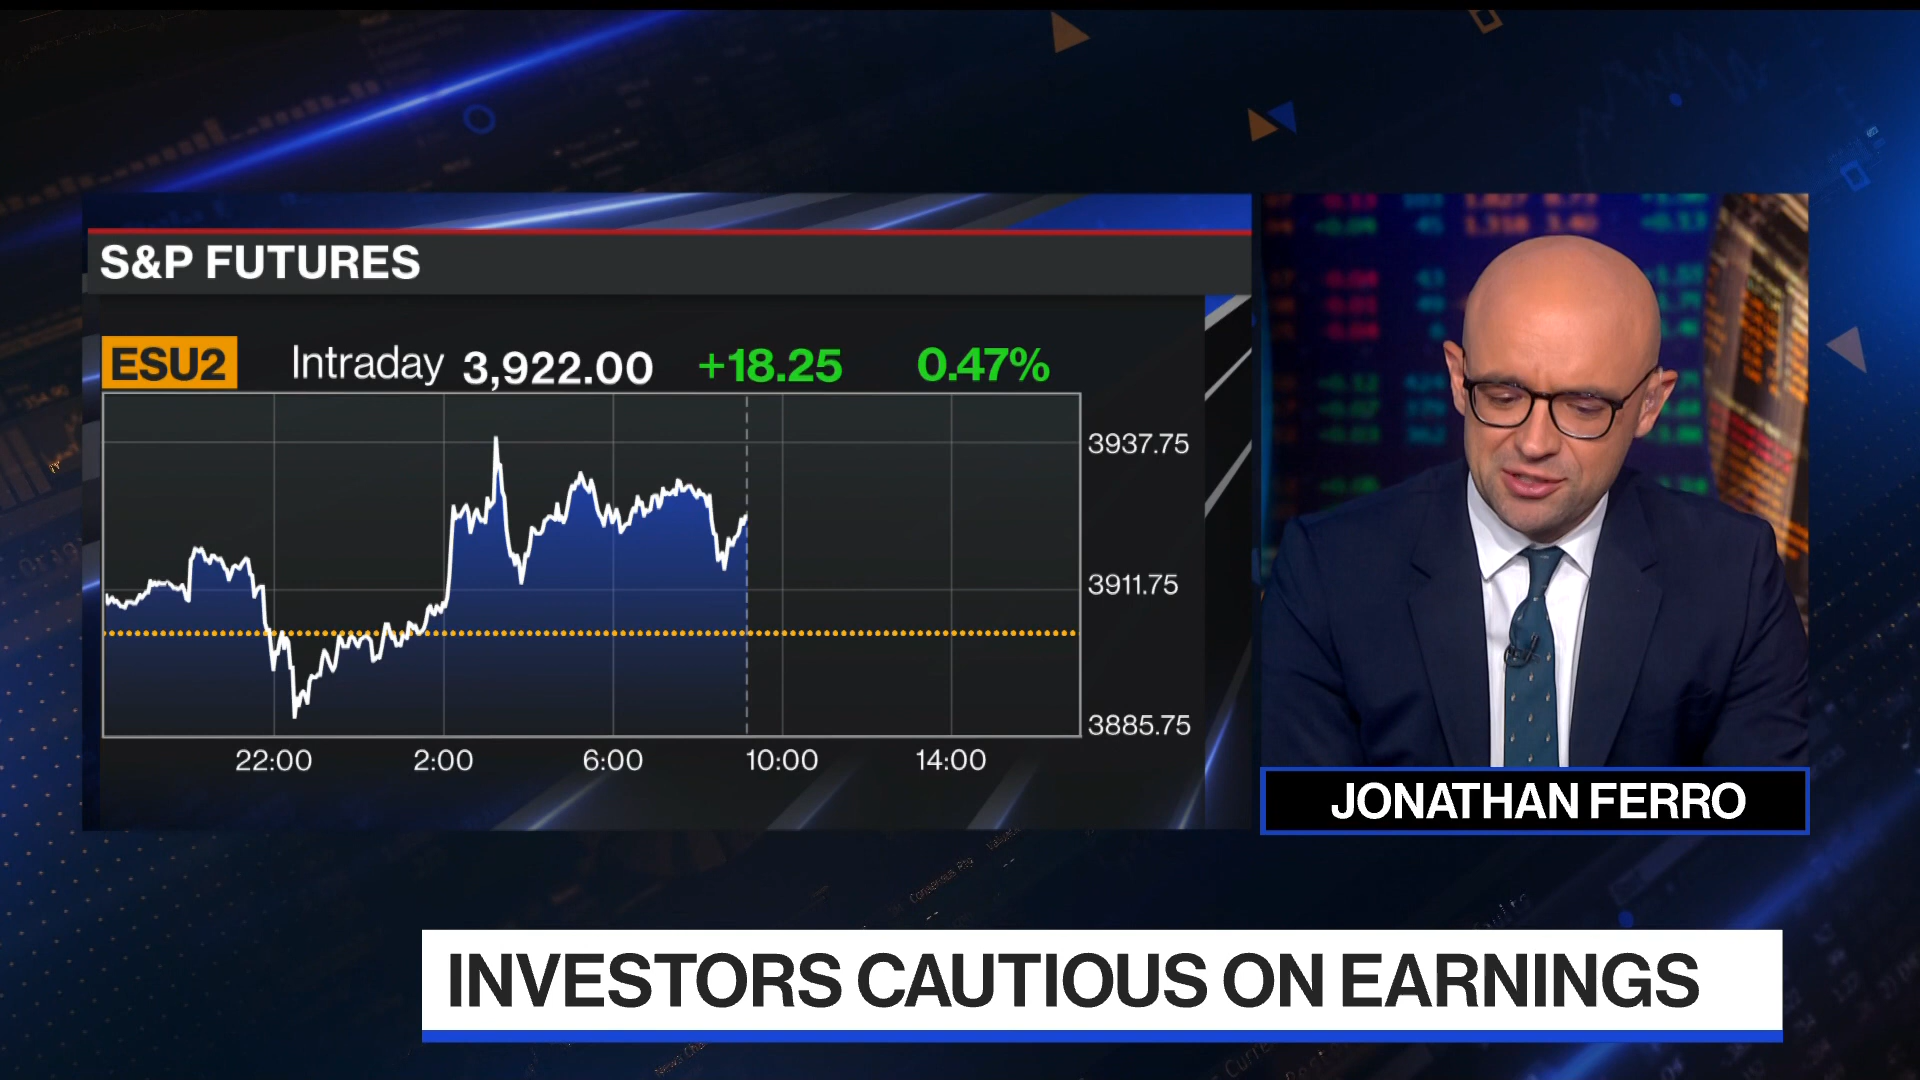 S&P FUTURES
ESU2 Intraday 3,922.00 +18.25 0.47%
3937.75
3911.75
3885.75
22:00 2:00 6:00 10:00 14:00
JONATHAN FERRO
INVESTORS CAUTIOUS ON EARNINGS